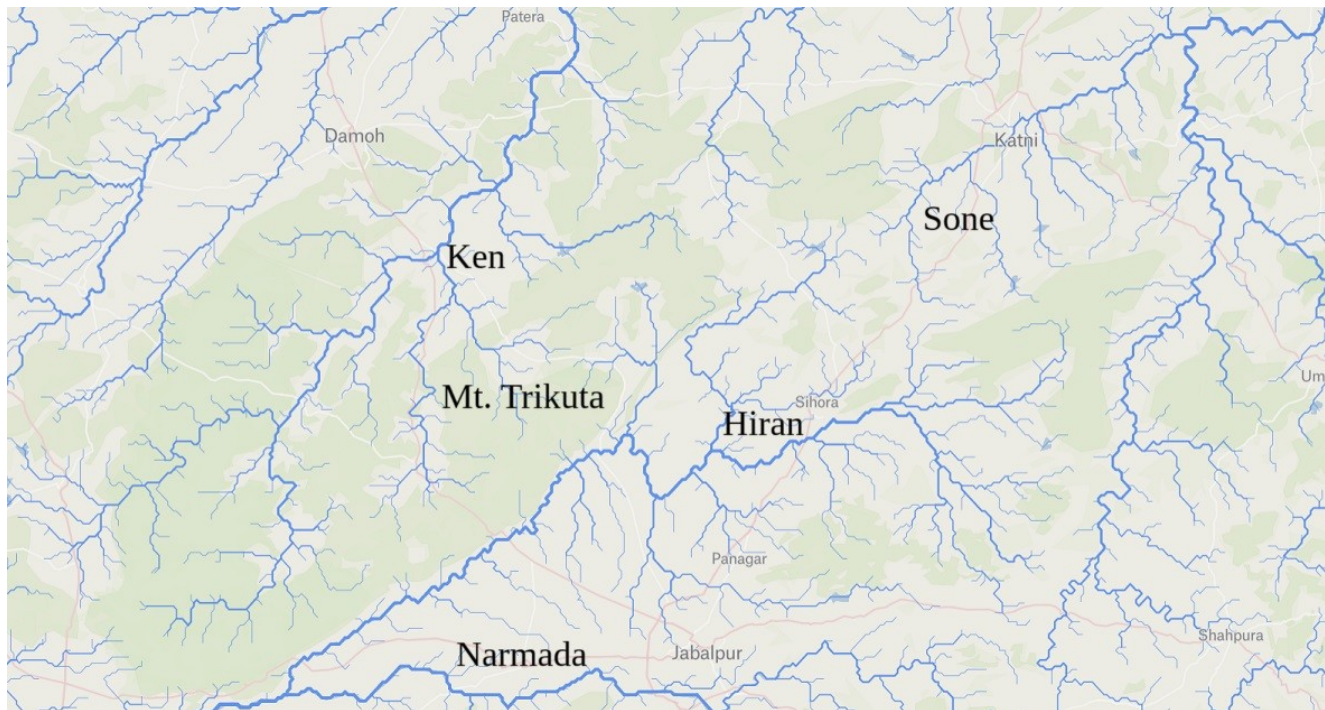 Patera
Damoh
Katni
Sone
Ken
Um
Mt. Trikuta
Sihora
Hiran
Panagar
Shahpura
Narmada
Jabalpur